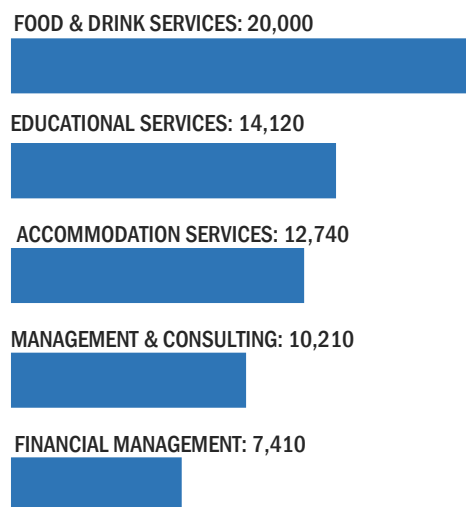 FOOD & DRINK SERVICES: 20,000
EDUCATIONAL SERVICES: 14,120
ACCOMMODATION SERVICES: 12,740
MANAGEMENT & CONSULTING: 10,210
FINANCIAL MANAGEMENT: 7,410